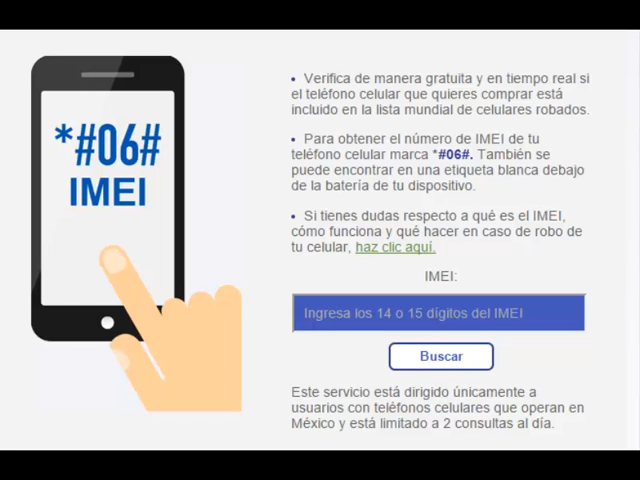 *#06#
IMEI
• Verifica de manera gratuita y en tiempo real si
el teléfono celular que quieres comprar está
incluido en la lista mundial de celulares robados.
• Para obtener el número de IMEI de tu
teléfono celular marca *#06#. También se
puede encontrar en una etiqueta blanca debajo
de la batería de tu dispositivo.
• Si tienes dudas respecto a qué es el IMEI,
cómo funciona y qué hacer en caso de robo de
tu celular, haz clic aquí.
IMEI:
Ingresa los 14 o 15 dígitos del IMEI
Buscar
Este servicio está dirigido únicamente a
usuarios con teléfonos celulares que operan en
México y está limitado a 2 consultas al día.